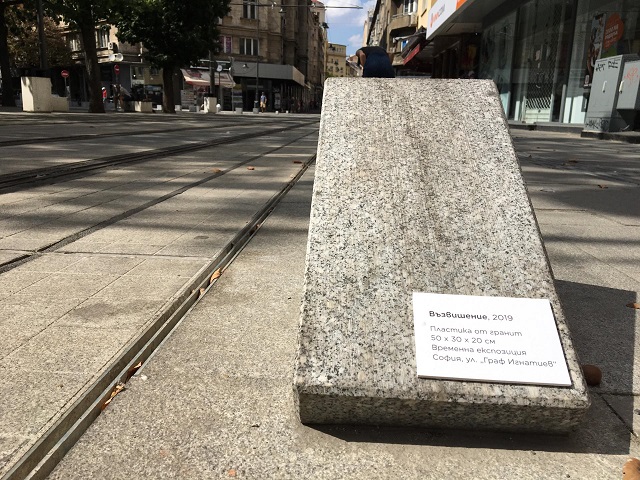 Възвишение, 2019
Пластика от гранит
50 x 30 x 20 см
Временна експозиция
София, ул. „Граф Игнатиев"